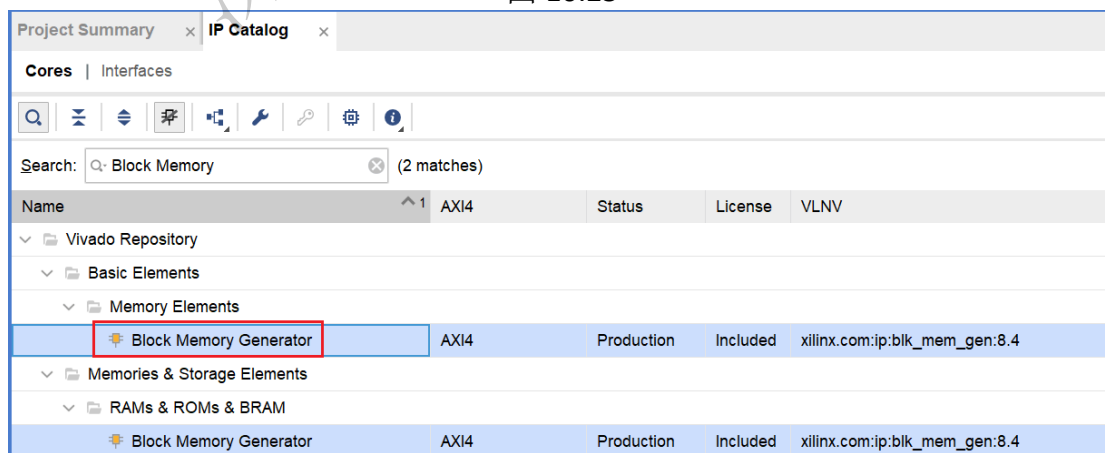 Project Summary × IP Catalog ×
Cores | Interfaces
Search: Block Memory (2 matches)
Name 1 AXI4 Status License VLNV
Vivado Repository
Basic Elements
Memory Elements
Block Memory Generator AXI4 Production Included xilinx.com:ip:blk_mem_gen:8.4
Memories & Storage Elements
RAMs & ROMs & BRAM
Block Memory Generator AXI4 Production Included xilinx.com:ip:blk_mem_gen:8.4